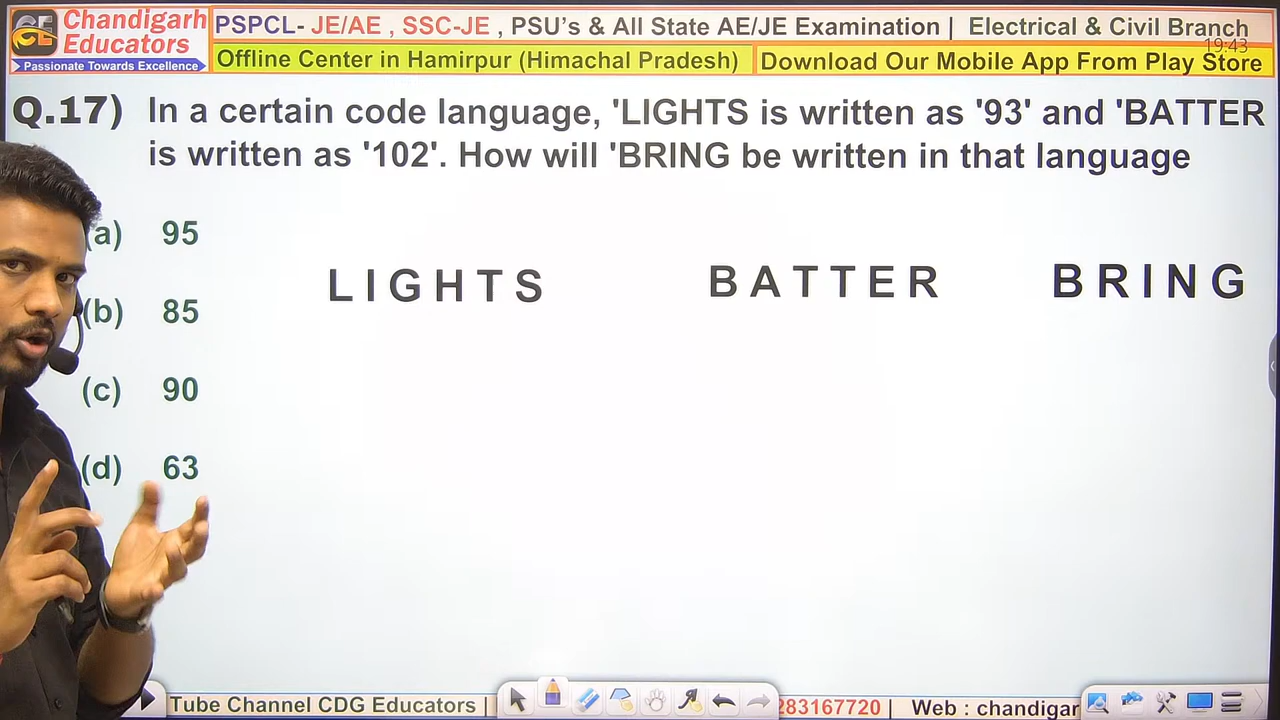 Chandigarh
Educators
Passionate Towards Excellence
PSPCL- JE/AE , SSC-JE , PSU’s & All State AE/JE Examination | Electrical & Civil Branch
19:43
Offline Center in Hamirpur (Himachal Pradesh)
Download Our Mobile App From Play Store
Q.17) In a certain code language, 'LIGHTS is written as '93' and 'BATTER
is written as '102'. How will 'BRING be written in that language
(a) 95
(b) 85
(c) 90
(d) 63
L I G H T S
B A T T E R
B R I N G
Tube Channel CDG Educators |
283167720 | Web : chandigar